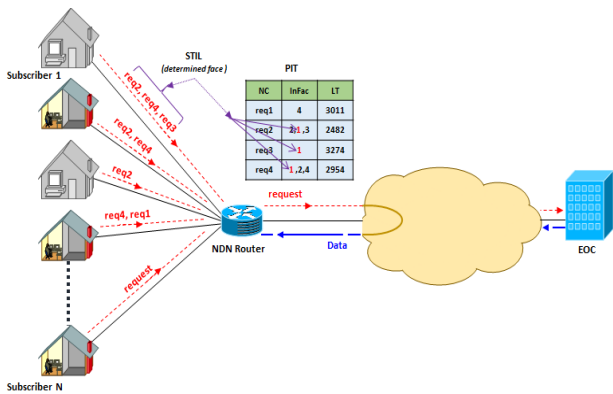 Subscriber 1
req2, req4, req3
STIL
(determined face )
PIT
NC InFac LT
req1 4 3011
req2 2,1,3 2482
req3 1 3274
req4 1,2,4 2954
req2, req4
req2
req4, req1
request
NDN Router
request
Data
EOC
Subscriber N